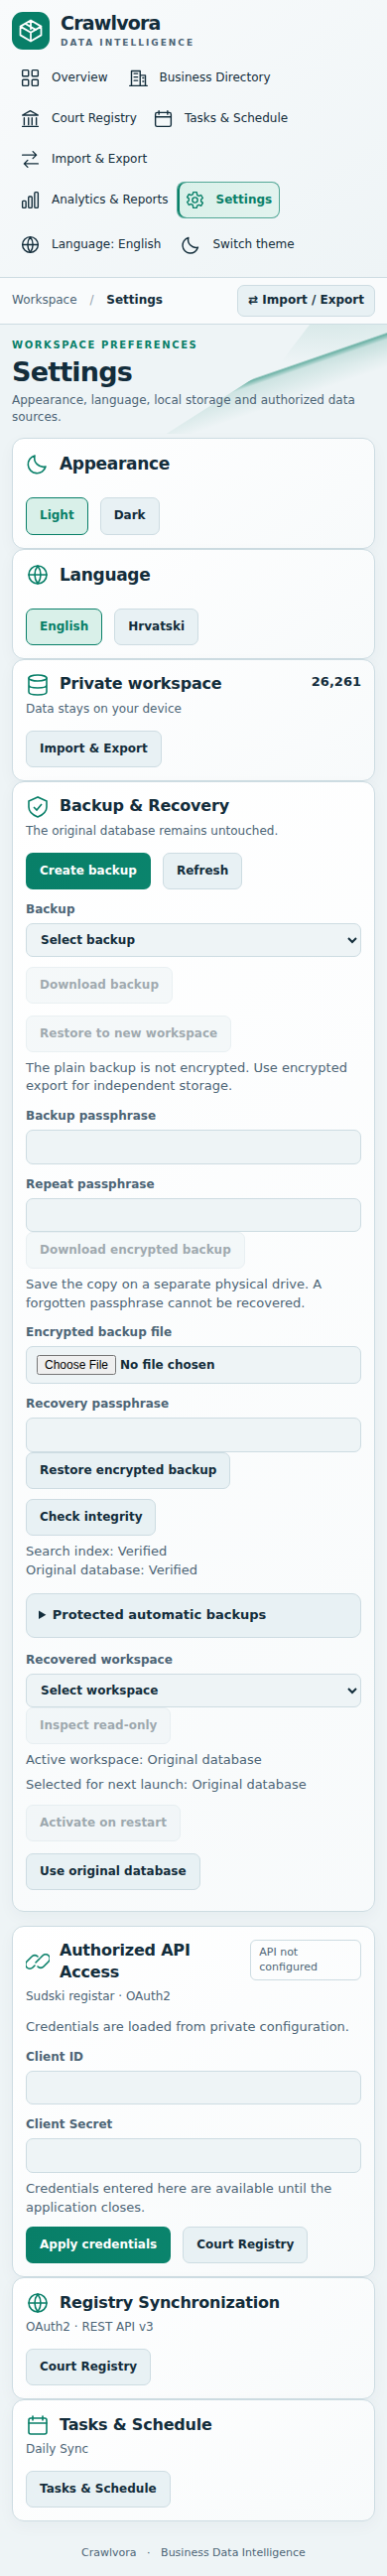 Crawlvora
DATA INTELLIGENCE
Overview
Business Directory
Court Registry
Tasks & Schedule
Import & Export
Analytics & Reports
Settings
Language: English
Switch theme
Workspace / Settings
⇄ Import / Export
WORKSPACE PREFERENCES
Settings
Appearance, language, local storage and authorized data
sources.
Appearance
Light
Dark
Language
English
Hrvatski
Private workspace
26,261
Data stays on your device
Import & Export
Backup & Recovery
The original database remains untouched.
Create backup
Refresh
Backup
Select backup
Download backup
Restore to new workspace
The plain backup is not encrypted. Use encrypted
export for independent storage.
Backup passphrase
Repeat passphrase
Download encrypted backup
Save the copy on a separate physical drive. A
forgotten passphrase cannot be recovered.
Encrypted backup file
Choose File No file chosen
Recovery passphrase
Restore encrypted backup
Check integrity
Search index: Verified
Original database: Verified
▶ Protected automatic backups
Recovered workspace
Select workspace
Inspect read-only
Active workspace: Original database
Selected for next launch: Original database
Activate on restart
Use original database
Authorized API
Access
API not
configured
Sudski registar · OAuth2
Credentials are loaded from private configuration.
Client ID
Client Secret
Credentials entered here are available until the
application closes.
Apply credentials
Court Registry
Registry Synchronization
OAuth2 · REST API v3
Court Registry
Tasks & Schedule
Daily Sync
Tasks & Schedule
Crawlvora · Business Data Intelligence